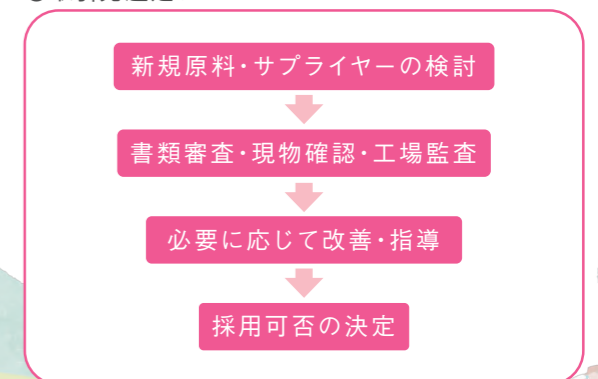 新規原料・サプライヤーの検討
書類審査・現物確認・工場監査
必要に応じて改善・指導
採用可否の決定